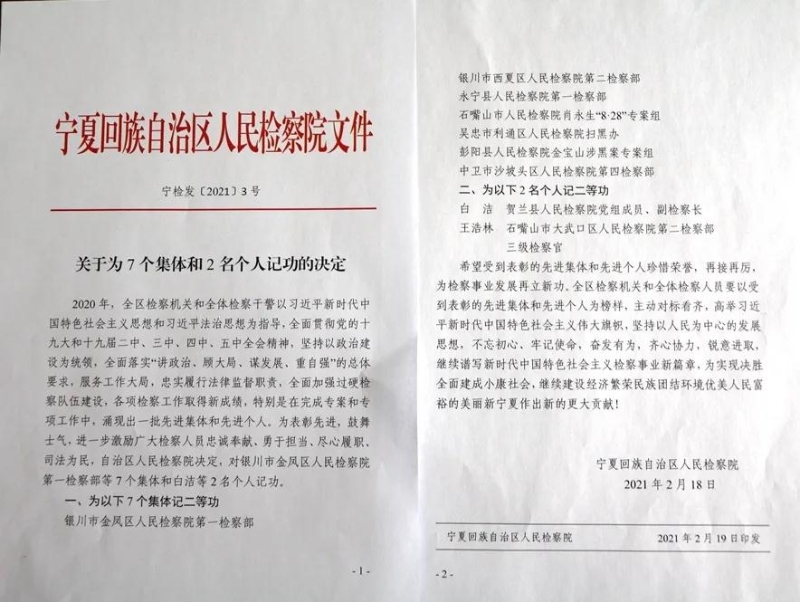 宁夏回族自治区人民检察院文件
宁检发〔2021〕3号
关于为7个集体和2名个人记功的决定
2020年，全区检察机关和全体检察干警以习近平新时代中
国特色社会主义思想和习近平法治思想为指导，全面贯彻党的十
九大和十九届二中、三中、四中、五中全会精神，坚持以政治建
设为统领，全面落实“讲政治、顾大局、谋发展、重自强”的总体
要求，服务工作大局，忠实履行法律监督职责，全面加强过硬检
察队伍建设，各项检察工作取得新成绩，特别是在完成专案和专
项工作中，涌现出一批先进集体和先进个人。为表彰先进，鼓舞
士气，进一步激励广大检察人员忠诚奉献、勇于担当、尽心履职、
司法为民，自治区人民检察院决定，对银川市金凤区人民检察院
第一检察部等7个集体和白洁等2名个人记功。
一、为以下7个集体记二等功
银川市金凤区人民检察院第一检察部
- 1 -
银川市西夏区人民检察院第二检察部
永宁县人民检察院第一检察部
石嘴山市人民检察院肖永生“8·28”专案组
吴忠市利通区人民检察院扫黑办
彭阳县人民检察院金宝山涉黑案专案组
中卫市沙坡头区人民检察院第四检察部
二、为以下2名个人记二等功
白　洁　贺兰县人民检察院党组成员、副检察长
王浩林　石嘴山市大武口区人民检察院第二检察部
三级检察官
希望受到表彰的先进集体和先进个人珍惜荣誉，再接再厉，
为检察事业发展再立新功。全区检察机关和全体检察人员要以受
到表彰的先进集体和先进个人为榜样，主动对标看齐，高举习近
平新时代中国特色社会主义伟大旗帜，坚持以人民为中心的发展
思想，不忘初心、牢记使命，奋发有为，齐心协力，锐意进取，
继续谱写新时代中国特色社会主义检察事业新篇章，为实现决胜
全面建成小康社会，继续建设经济繁荣民族团结环境优美人民富
裕的美丽新宁夏作出新的更大贡献！
宁夏回族自治区人民检察院
2021年2月18日
宁夏回族自治区人民检察院　2021年2月19日印发
- 2 -